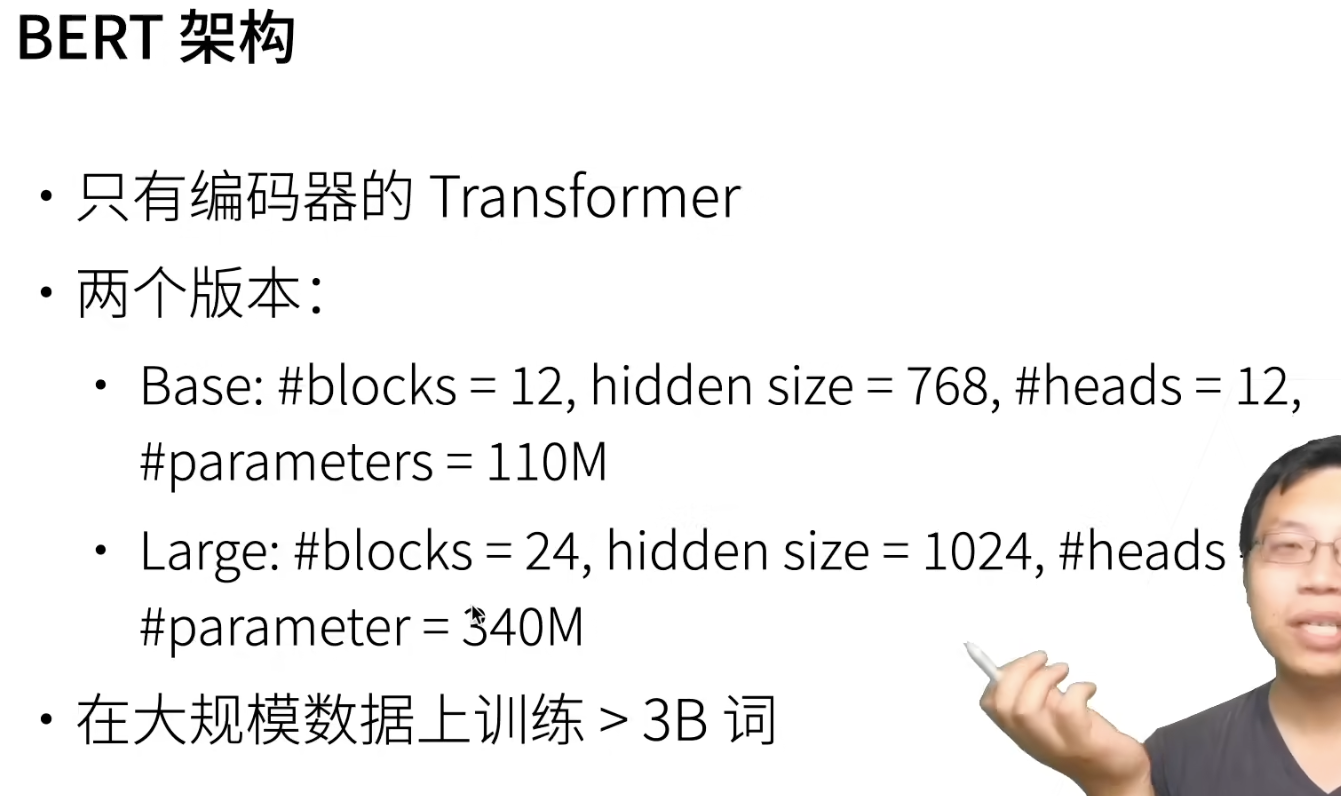 BERT 架构
• 只有编码器的 Transformer
• 两个版本：
• Base: #blocks = 12, hidden size = 768, #heads = 12,
#parameters = 110M
• Large: #blocks = 24, hidden size = 1024, #heads
#parameter = 340M
• 在大规模数据上训练 > 3B 词